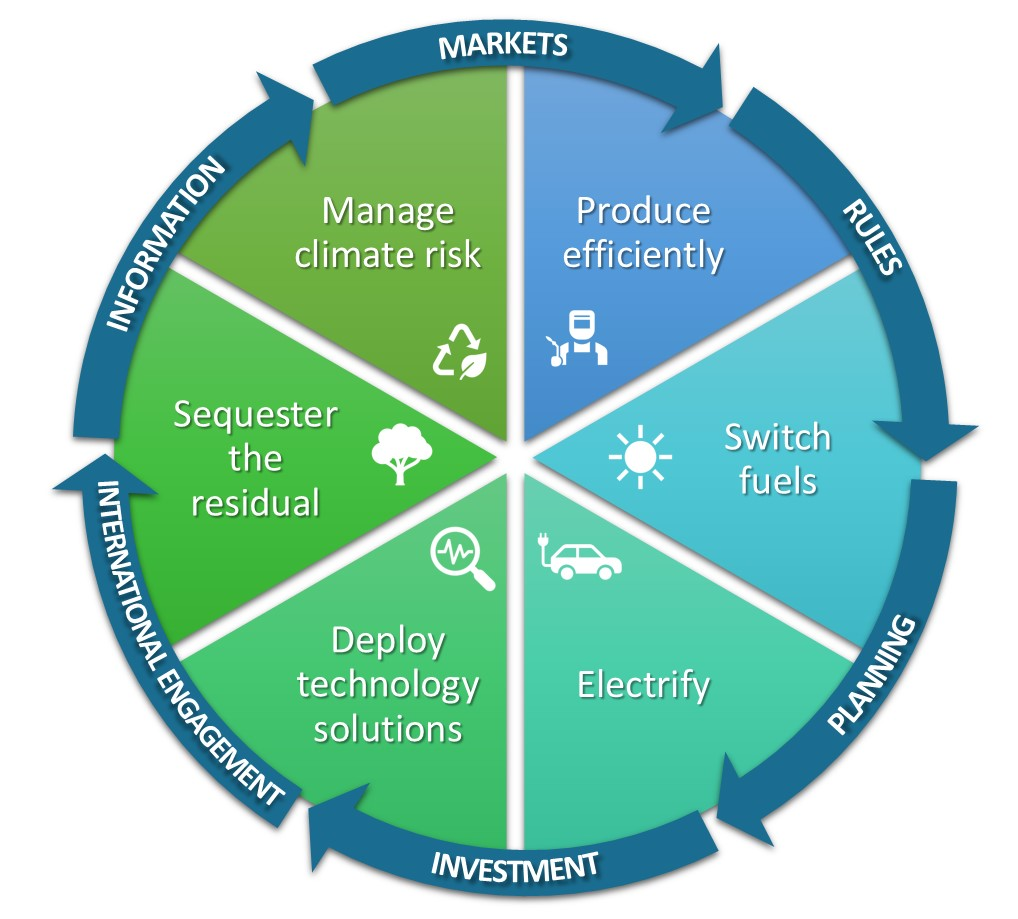 MARKETS
RULES
PLANNING
INVESTMENT
INTERNATIONAL ENGAGEMENT
INFORMATION
Produce
efficiently
Switch
fuels
Electrify
Deploy
technology
solutions
Sequester
the
residual
Manage
climate risk